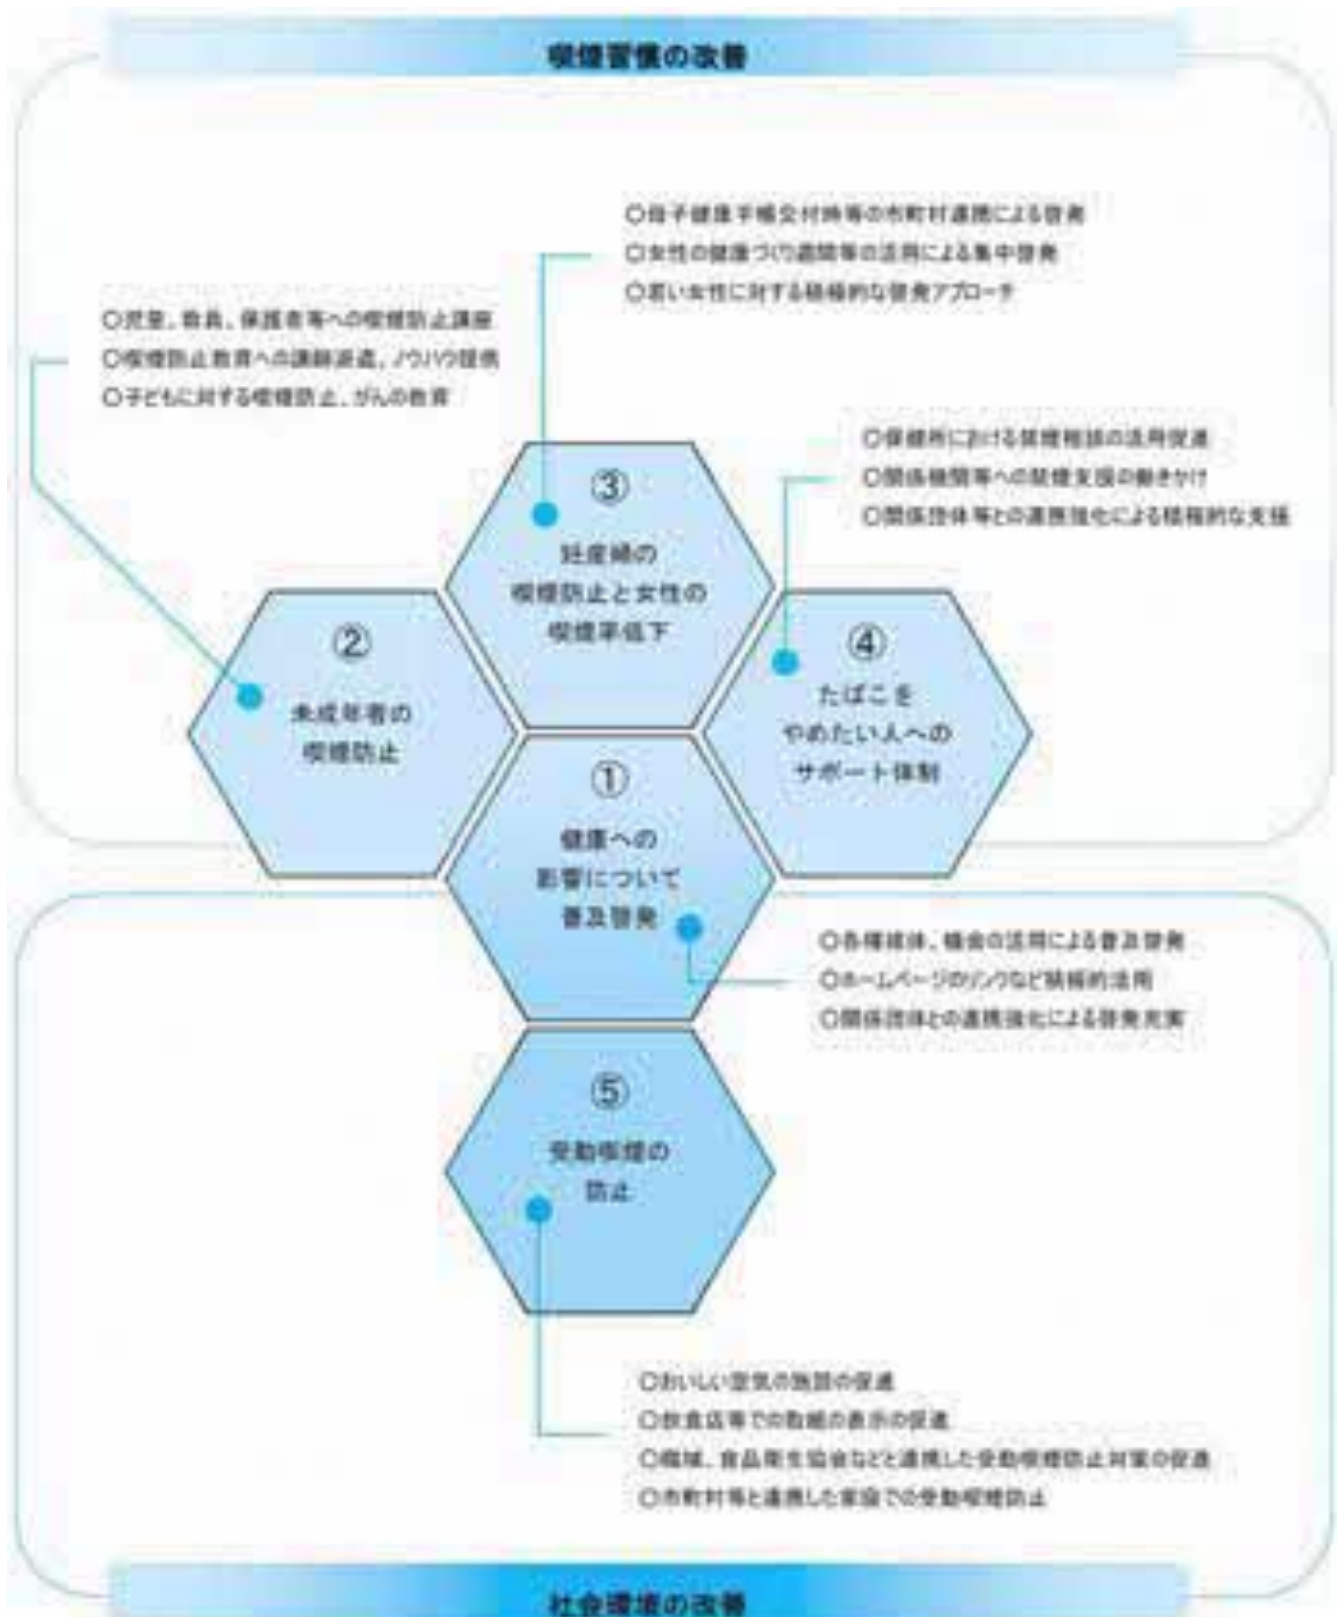 喫煙習慣の改善
○母子健康手帳交付時等の市町村連携による啓発
○女性の健康づくり週間等の活用による集中啓発
○若い女性に対する積極的な啓発アプローチ
○児童、教員、保護者等への喫煙防止講座
○喫煙防止教育への講師派遣、ノウハウ提供
○子どもに対する喫煙防止、がんの教育
○保健所における禁煙相談の活用促進
○関係機関等への禁煙支援の働きかけ
○関係団体等との連携強化による積極的な支援
③
妊産婦の
喫煙防止と女性の
喫煙率低下
②
未成年者の
喫煙防止
④
たばこを
やめたい人への
サポート体制
①
健康への
影響について
普及啓発
○各種媒体、機会の活用による普及啓発
○ホームページのリンクなど積極的活用
○関係団体との連携強化による啓発充実
⑤
受動喫煙の
防止
○おいしい空気の施設の促進
○飲食店等での取組の表示の促進
○職域、食品衛生協会などと連携した受動喫煙防止対策の促進
○市町村等と連携した家庭での受動喫煙防止
社会環境の改善